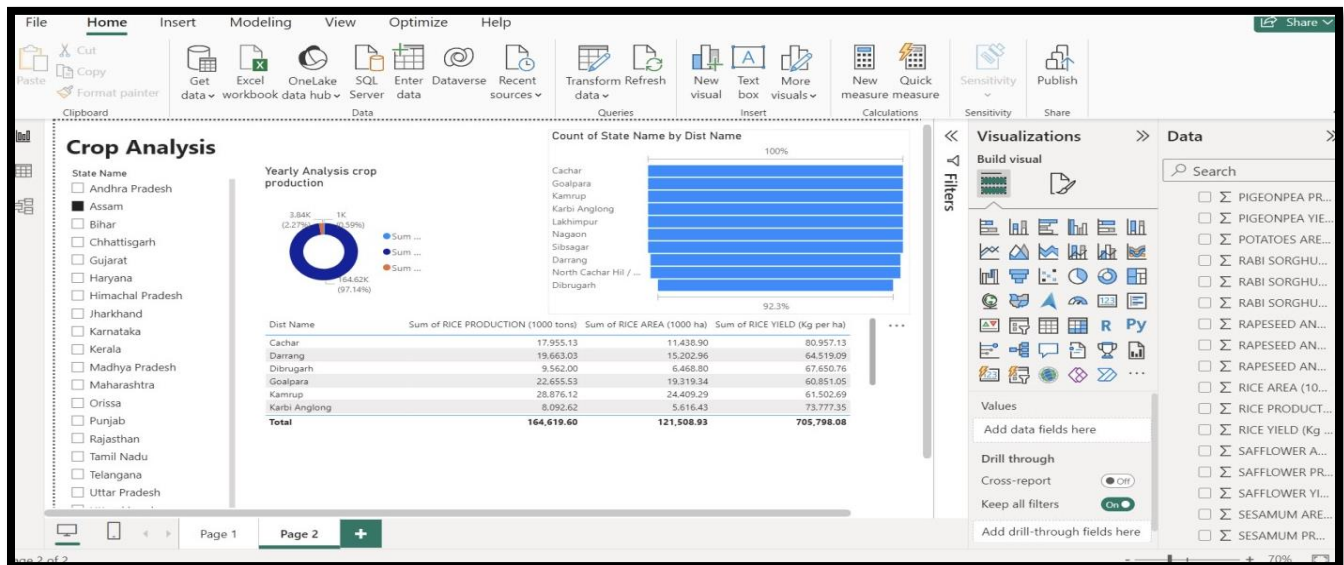 File Home Insert Modeling View Optimize Help Share
Paste
Cut
Copy
Format painter
Get data
Excel workbook
OneLake data hub
SQL Server
Enter data
Dataverse
Recent sources
Transform data
Refresh
New visual
Text box
More visuals
New measure
Quick measure
Sensitivity
Publish
Clipboard Data Queries Insert Calculations Sensitivity Share
Crop Analysis
State Name
Andhra Pradesh
Assam
Bihar
Chhattisgarh
Gujarat
Haryana
Himachal Pradesh
Jharkhand
Karnataka
Kerala
Madhya Pradesh
Maharashtra
Orissa
Punjab
Rajasthan
Tamil Nadu
Telangana
Uttar Pradesh
Yearly Analysis crop
production
3.84K 1K
(2.27%) (0.59%)
164.62K
(97.14%)
Sum ...
Sum ...
Sum ...
Count of State Name by Dist Name
100%
Cachar
Goalpara
Kamrup
Karbi Anglong
Lakhimpur
Nagaon
Sibsagar
Darrang
North Cachar Hil / ...
Dibrugarh
92.3%
Dist Name Sum of RICE PRODUCTION (1000 tons) Sum of RICE AREA (1000 ha) Sum of RICE YIELD (Kg per ha)
Cachar 17,955.13 11,438.90 80,957.13
Darrang 19,663.03 15,202.96 64,519.09
Dibrugarh 9,562.00 6,468.80 67,650.76
Goalpara 22,655.53 19,319.34 60,851.05
Kamrup 28,876.12 24,409.29 61,502.69
Karbi Anglong 8,092.62 5,616.43 73,777.35
Total 164,619.60 121,508.93 705,798.08
Filters
Visualizations
Build visual
R Py
123
Values
Add data fields here
Drill through
Cross-report Off
Keep all filters On
Add drill-through fields here
Data
Search
PIGEONPEA PR...
PIGEONPEA YIE...
POTATOES ARE...
RABI SORGHU...
RABI SORGHU...
RABI SORGHU...
RAPESEED AN...
RAPESEED AN...
RAPESEED AN...
RICE AREA (10...
RICE PRODUCT...
RICE YIELD (Kg ...
SAFFLOWER A...
SAFFLOWER PR...
SAFFLOWER YI...
SESAMUM ARE...
SESAMUM PR...
Page 1 Page 2
age 2 of 2
70%